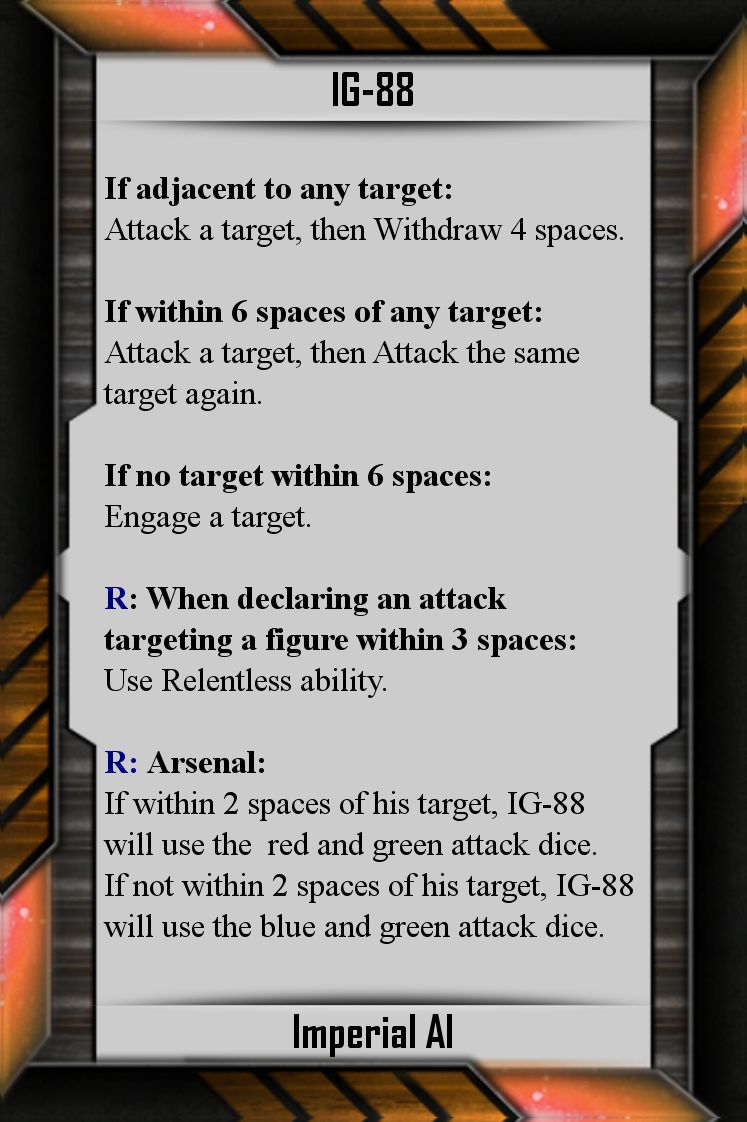 IG-88
If adjacent to any target:
Attack a target, then Withdraw 4 spaces.
If within 6 spaces of any target:
Attack a target, then Attack the same
target again.
If no target within 6 spaces:
Engage a target.
R: When declaring an attack
targeting a figure within 3 spaces:
Use Relentless ability.
R: Arsenal:
If within 2 spaces of his target, IG-88
will use the  red and green attack dice.
If not within 2 spaces of his target, IG-88
will use the blue and green attack dice.
Imperial AI